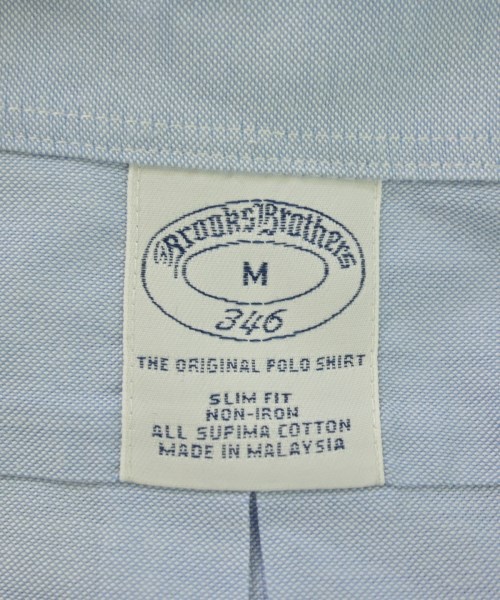 Brooks Brothers
M
346
THE ORIGINAL POLO SHIRT
SLIM FIT
NON-IRON
ALL SUPIMA COTTON
MADE IN MALAYSIA